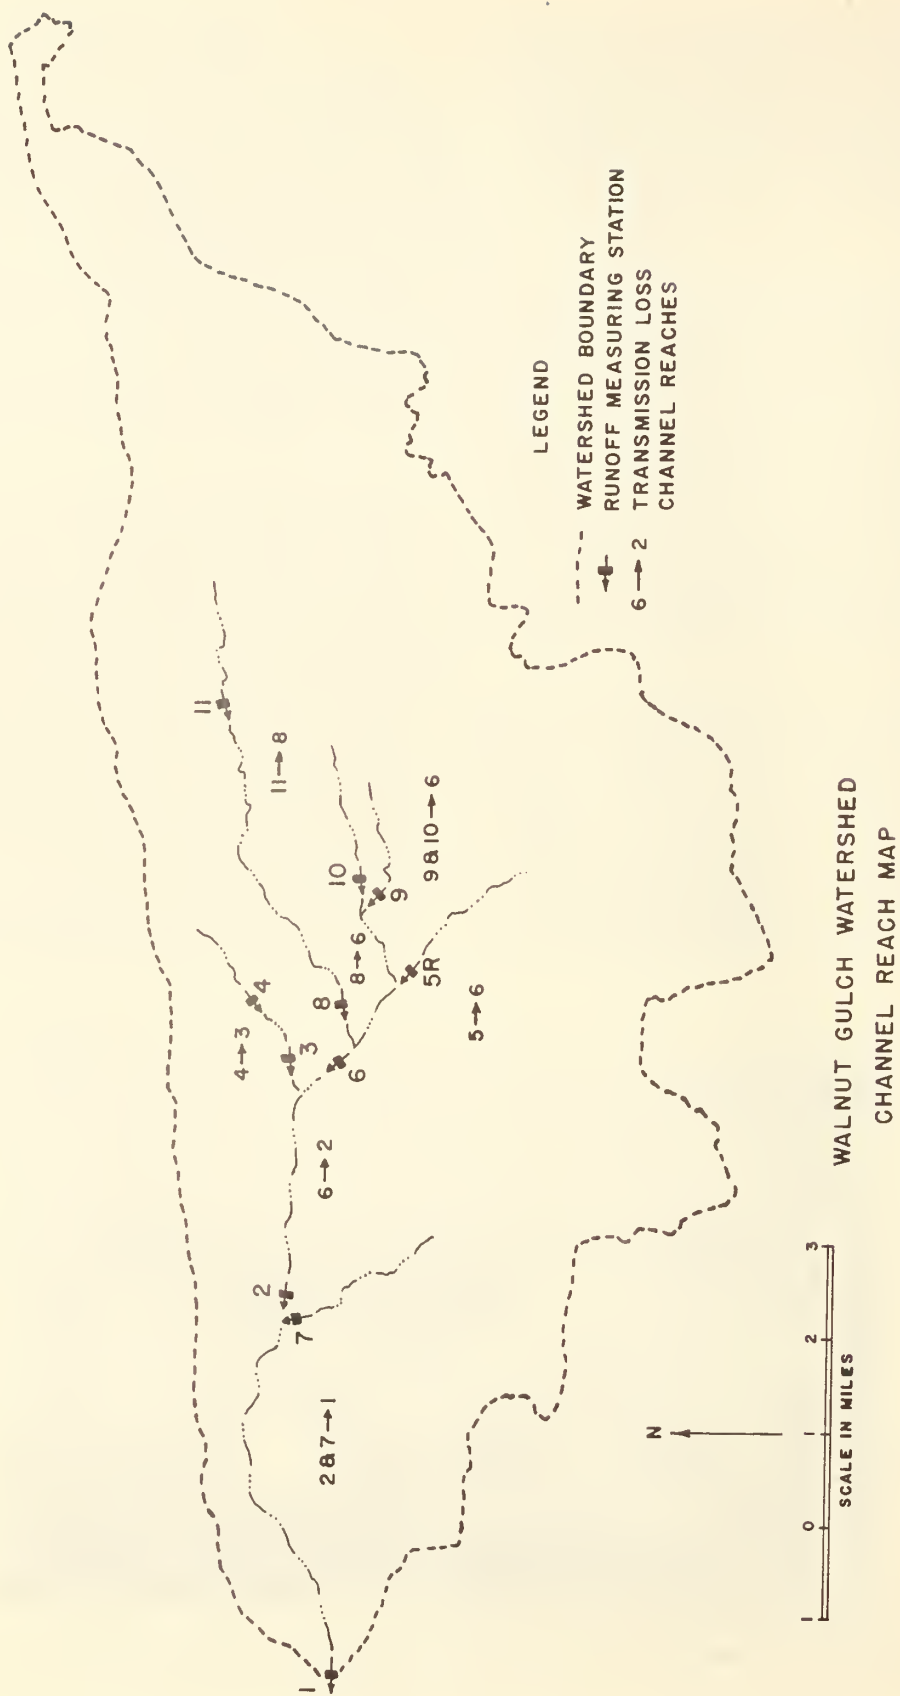 11
11→8
10
9&10→6
9
4
8→6
5R
4→3
8
3
5→6
6
6→2
2
7
2&7→1
1
LEGEND
WATERSHED BOUNDARY
RUNOFF MEASURING STATION
6→2 TRANSMISSION LOSS
CHANNEL REACHES
N
1 0 1 2 3
SCALE IN MILES
WALNUT GULCH WATERSHED
CHANNEL REACH MAP